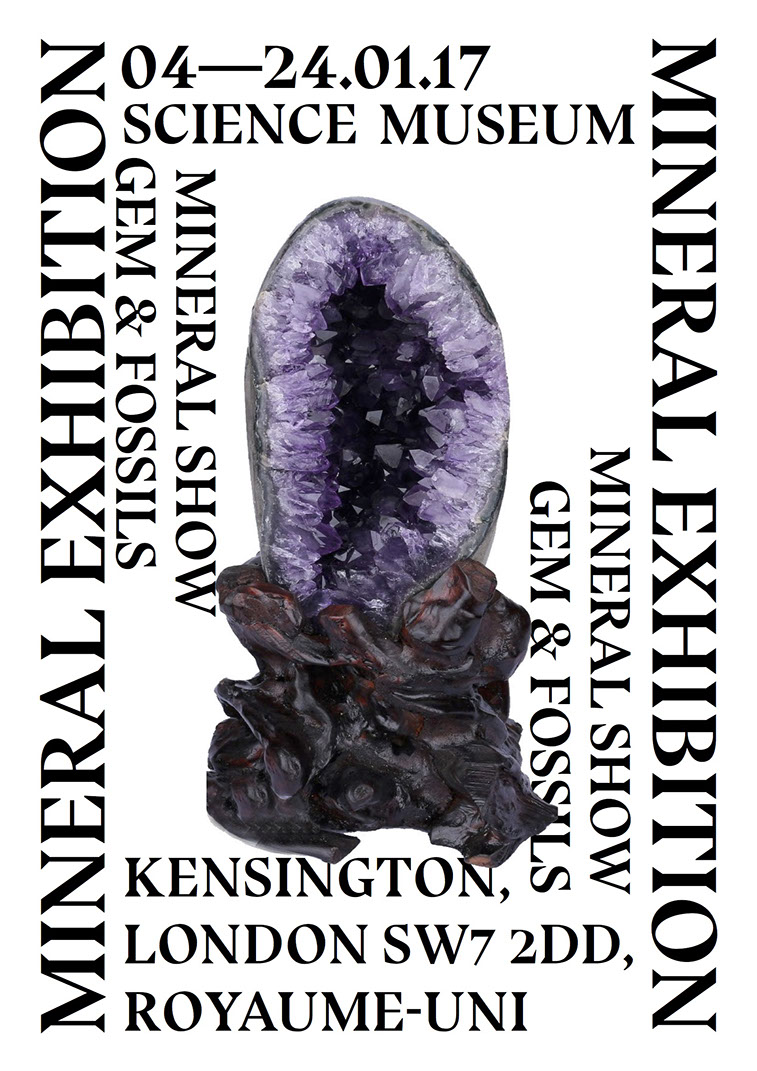 MINERAL EXHIBITION
04—24.01.17
SCIENCE MUSEUM
GEM & FOSSILS
MINERAL SHOW
MINERAL EXHIBITION
MINERAL SHOW
GEM & FOSSILS
KENSINGTON,
LONDON SW7 2DD,
ROYAUME-UNI